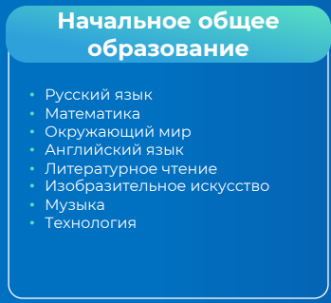 Начальное общее
образование
• Русский язык
• Математика
• Окружающий мир
• Английский язык
• Литературное чтение
• Изобразительное искусство
• Музыка
• Технология